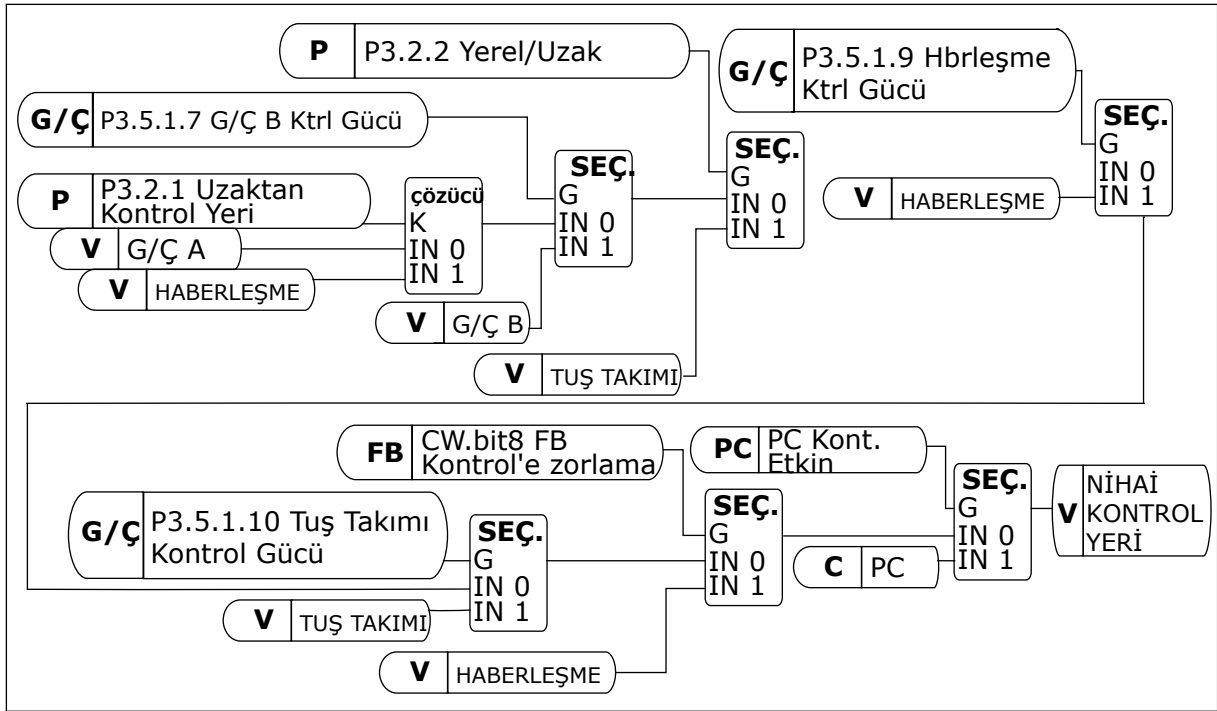 P P3.2.2 Yerel/Uzak
G/Ç P3.5.1.9 Hbrleşme
Ktrl Gücü
G/Ç P3.5.1.7 G/Ç B Ktrl Gücü
SEÇ.
G
IN 0
IN 1
SEÇ.
G
IN 0
IN 1
SEÇ.
G
IN 0
IN 1
P P3.2.1 Uzaktan
Kontrol Yeri
ÇÖZÜCÜ
K
IN 0
IN 1
V HABERLEŞME
V G/Ç A
V HABERLEŞME
V G/Ç B
V TUŞ TAKIMI
FB CW.bit8 FB
Kontrol'e zorlama
PC PC Kont.
Etkin
SEÇ.
G
IN 0
IN 1
V NİHAİ
KONTROL
YERİ
G/Ç P3.5.1.10 Tuş Takımı
Kontrol Gücü
SEÇ.
G
IN 0
IN 1
SEÇ.
G
IN 0
IN 1
C PC
V TUŞ TAKIMI
V HABERLEŞME